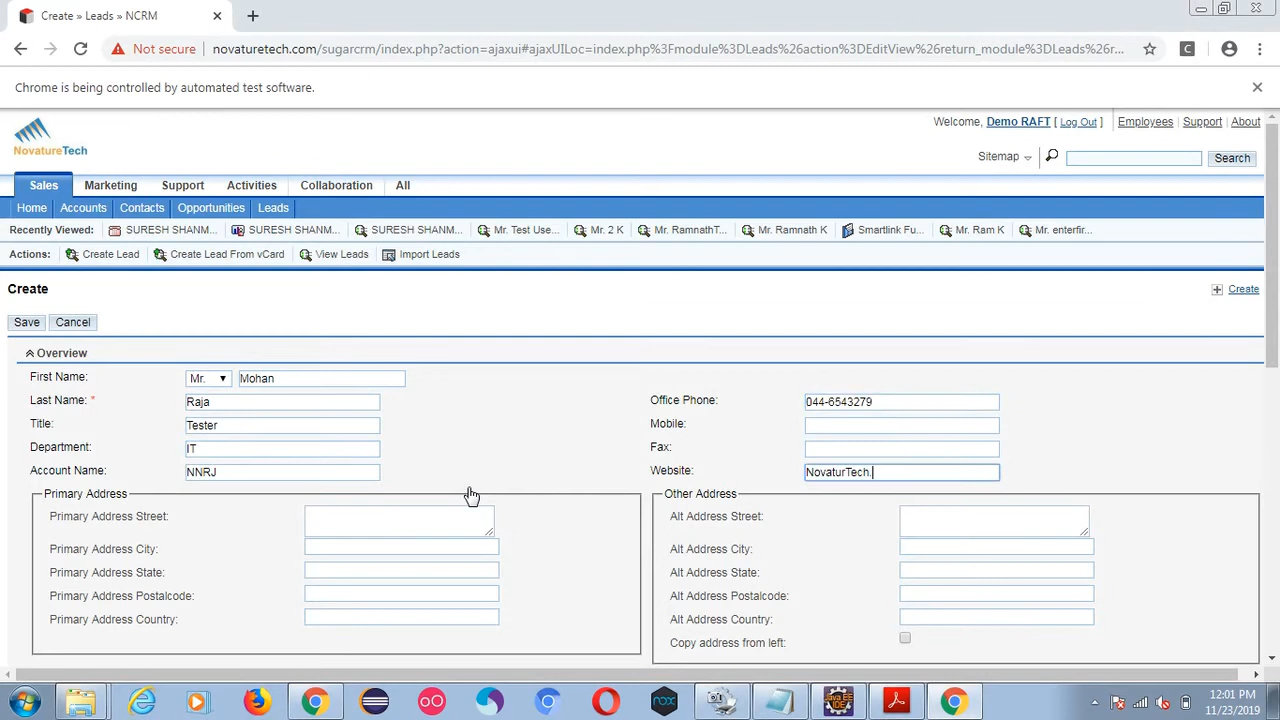 Create » Leads » NCRM
Not secure novaturetech.com/sugarcrm/index.php?action=ajaxui#ajaxUILoc=index.php%3Fmodule%3DLeads%26action%3DEditView%26return_module%3DLeads%26r...
Chrome is being controlled by automated test software.
Welcome, Demo RAFT [ Log Out ] Employees Support About
NovatureTech
Sitemap Search
Sales Marketing Support Activities Collaboration All
Home Accounts Contacts Opportunities Leads
Recently Viewed: SURESH SHANM... SURESH SHANM... SURESH SHANM... Mr. Test Use... Mr. 2 K Mr. RamnathT... Mr. Ramnath K Smartlink Fu... Mr. Ram K Mr. enterfir...
Actions: Create Lead Create Lead From vCard View Leads Import Leads
Create Create
Save Cancel
Overview
First Name: Mr. Mohan
Last Name: * Raja Office Phone: 044-6543279
Title: Tester Mobile:
Department: IT Fax:
Account Name: NNRJ Website: NovaturTech.
Primary Address Other Address
Primary Address Street: Alt Address Street:
Primary Address City: Alt Address City:
Primary Address State: Alt Address State:
Primary Address Postalcode: Alt Address Postalcode:
Primary Address Country: Alt Address Country:
Copy address from left:
nox Java EE IDE 12:01 PM
11/23/2019